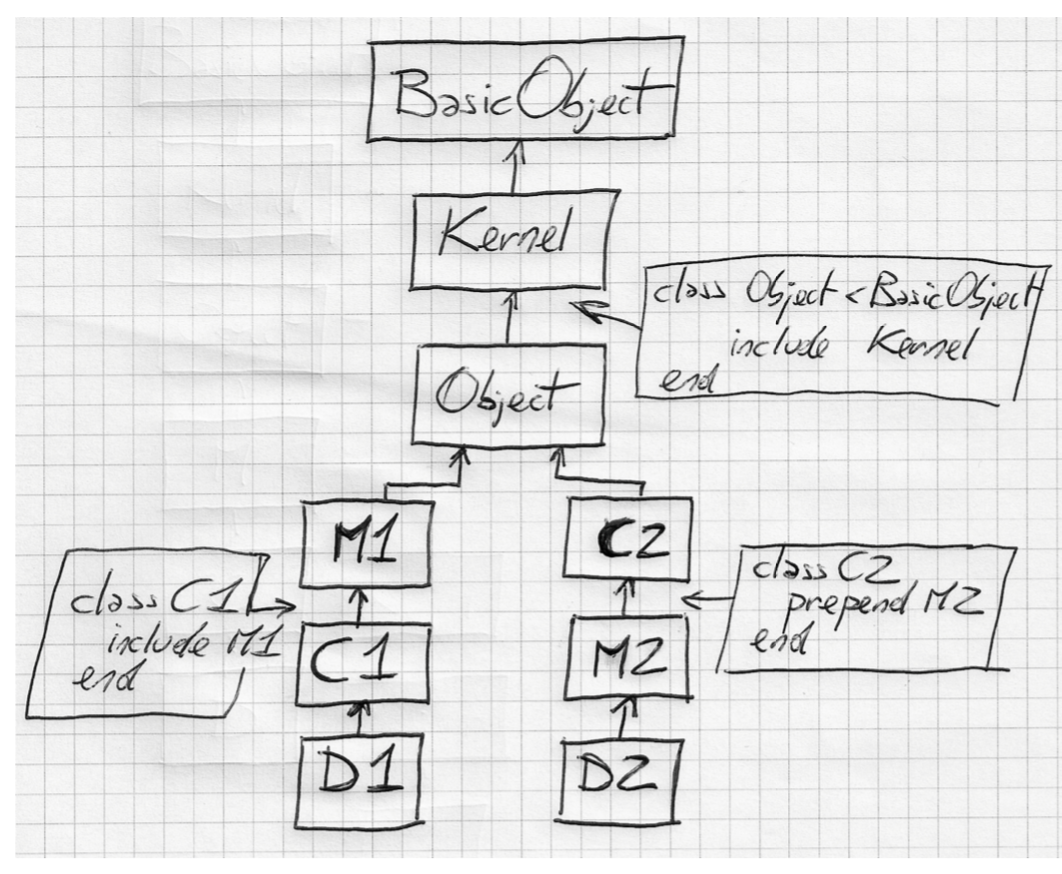 BasicObject
Kernel
class Object < BasicObject
include Kernel
end
Object
M1
C2
class C1
include M1
end
class C2
prepend M2
end
C1
M2
D1
D2